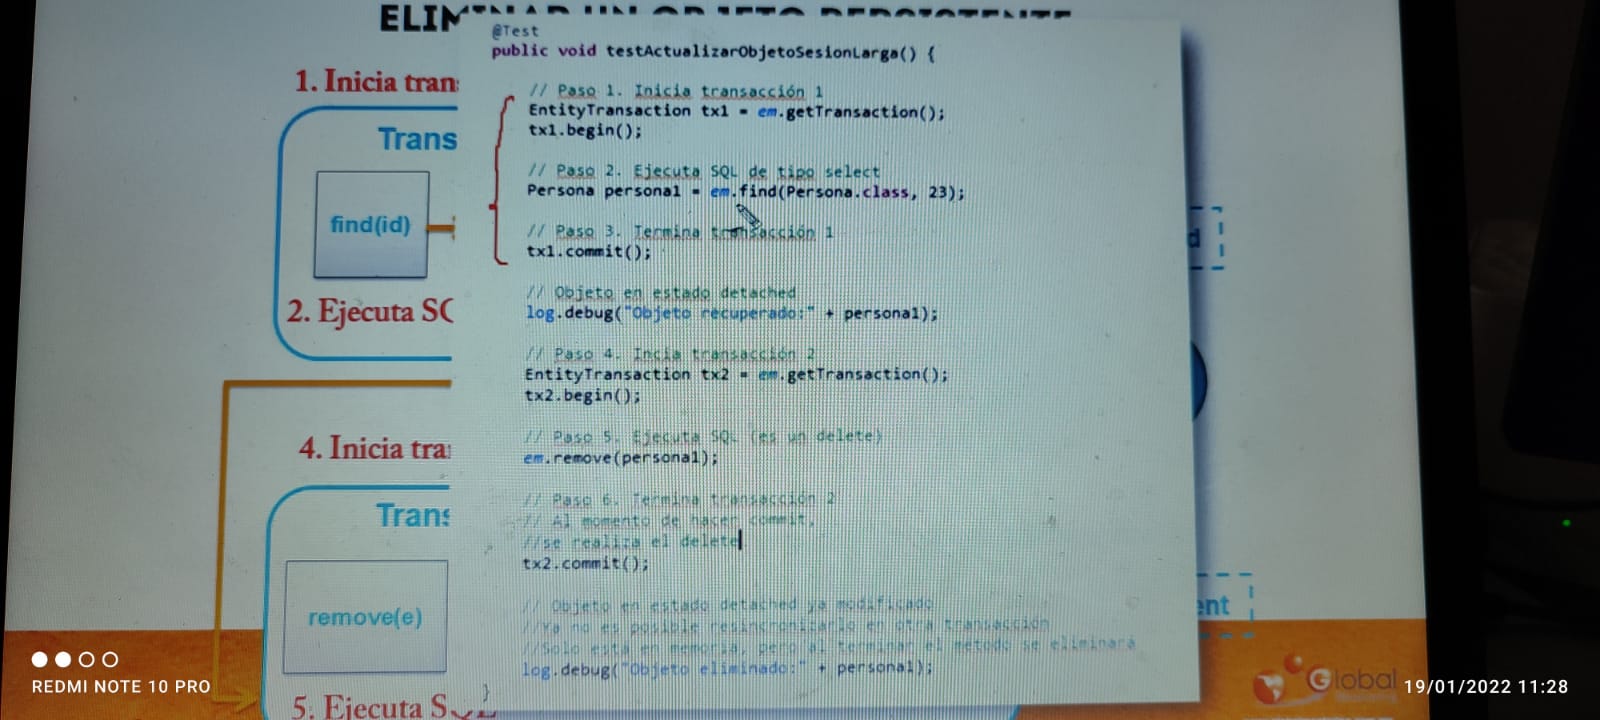 @Test
public void testActualizarObjetoSesionLarga() {
// Paso 1. Inicia transacción 1
EntityTransaction tx1 = em.getTransaction();
tx1.begin();
// Paso 2. Ejecuta SQL de tipo select
Persona persona1 = em.find(Persona.class, 23);
// Paso 3. Termina transacción 1
tx1.commit();
// Objeto en estado detached
log.debug("Objeto recuperado:" + persona1);
// Paso 4. Incia transacción 2
EntityTransaction tx2 = em.getTransaction();
tx2.begin();
// Paso 5. Ejecuta SQL (es un delete)
em.remove(persona1);
// Paso 6. Termina transacción 2
// Al momento de hacer commit,
//se realiza el delete
tx2.commit();
// Objeto en estado detached ya modificado
//Ya no es posible resincronizarlo en otra transacción
//Solo está en memoria, pero al terminar el método se eliminará
log.debug("Objeto eliminado:" + persona1);
}
1. Inicia tran
Trans
find(id)
2. Ejecuta SQ
4. Inicia tra
Trans
remove(e)
5. Ejecuta SQL
d
ent
Global
REDMI NOTE 10 PRO
19/01/2022 11:28